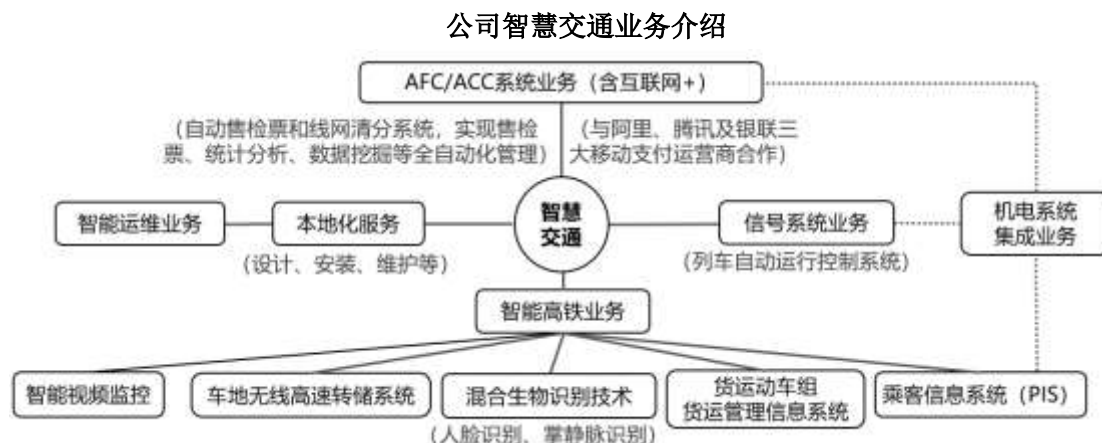 公司智慧交通业务介绍
AFC/ACC系统业务（含互联网+）
（自动售检票和线网清分系统，实现售检
票、统计分析、数据挖掘等全自动化管理）
（与阿里、腾讯及银联三
大移动支付运营商合作）
智能运维业务
本地化服务
（设计、安装、维护等）
智慧
交通
信号系统业务
（列车自动运行控制系统）
机电系统
集成业务
智能高铁业务
智能视频监控
车地无线高速转储系统
混合生物识别技术
（人脸识别、掌静脉识别）
货运动车组
货运管理信息系统
乘客信息系统（PIS）